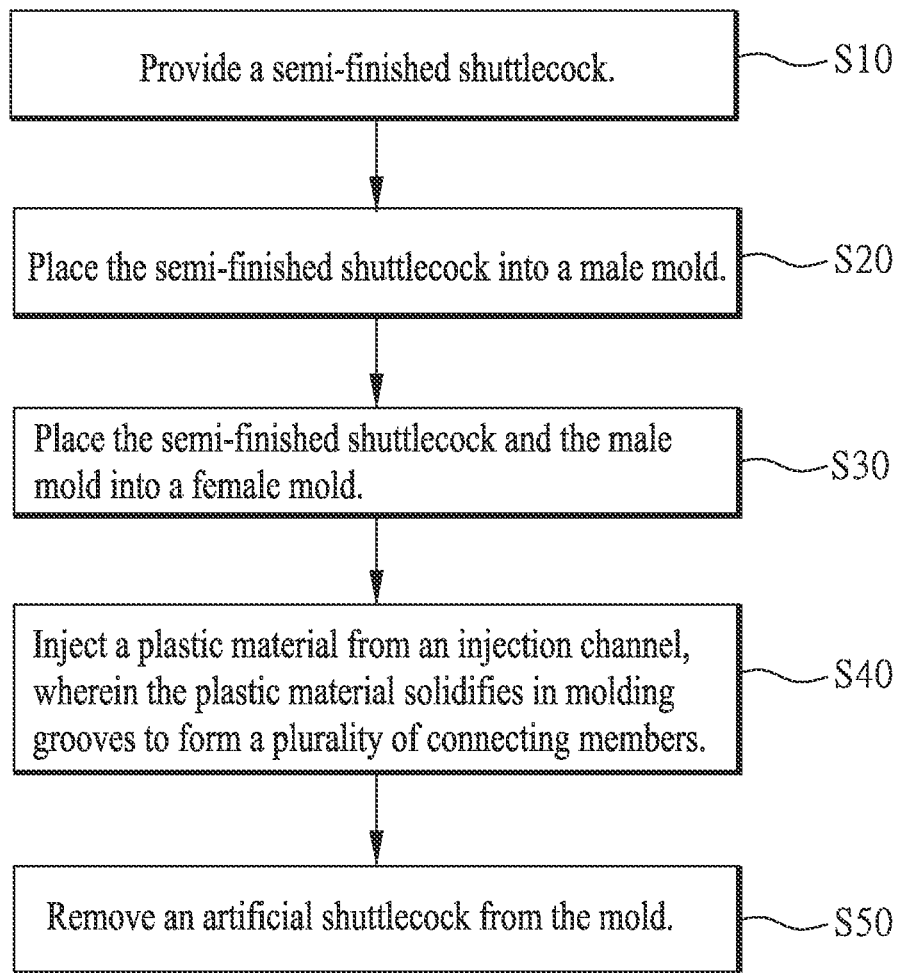 Provide a semi-finished shuttlecock.
S10
Place the semi-finished shuttlecock into a male mold.
S20
Place the semi-finished shuttlecock and the male
mold into a female mold.
S30
Inject a plastic material from an injection channel,
wherein the plastic material solidifies in molding
grooves to form a plurality of connecting members.
S40
Remove an artificial shuttlecock from the mold.
S50